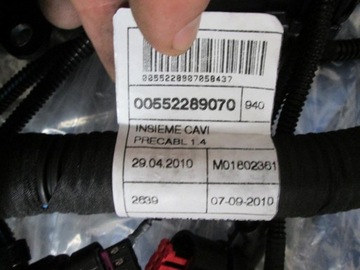 0055228907058437
00552289070 940
INSIEME CAVI
PRECABL 1.4
29.04.2010 M01802361
2639 07-09-2010